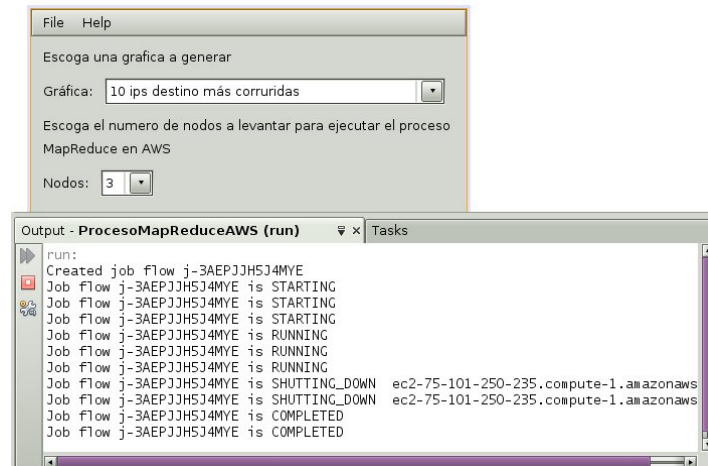 File Help
Escoga una grafica a generar
Gráfica: 10 ips destino más corruridas
Escoga el numero de nodos a levantar para ejecutar el proceso
MapReduce en AWS
Nodos: 3
Output - ProcesoMapReduceAWS (run) Tasks
run:
Created job flow j-3AEPJJH5J4MYE
Job flow j-3AEPJJH5J4MYE is STARTING
Job flow j-3AEPJJH5J4MYE is STARTING
Job flow j-3AEPJJH5J4MYE is STARTING
Job flow j-3AEPJJH5J4MYE is RUNNING
Job flow j-3AEPJJH5J4MYE is RUNNING
Job flow j-3AEPJJH5J4MYE is RUNNING
Job flow j-3AEPJJH5J4MYE is SHUTTING_DOWN ec2-75-101-250-235.compute-1.amazonaws
Job flow j-3AEPJJH5J4MYE is SHUTTING_DOWN ec2-75-101-250-235.compute-1.amazonaws
Job flow j-3AEPJJH5J4MYE is COMPLETED
Job flow j-3AEPJJH5J4MYE is COMPLETED